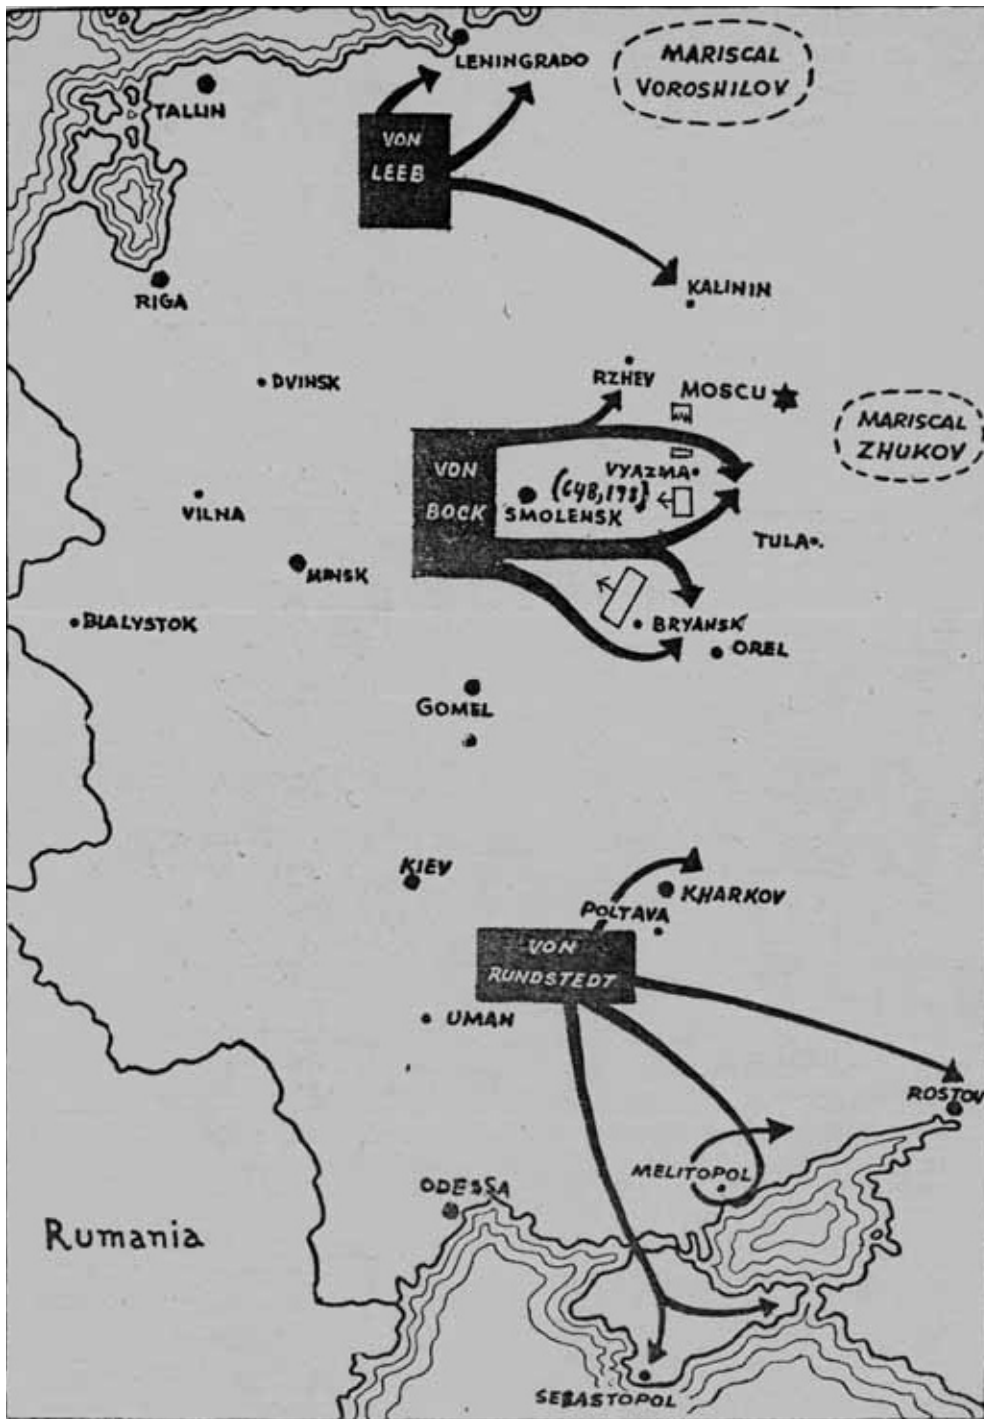 LENINGRADO
MARISCAL
VOROSHILOV
TALLIN
VON
LEEB
RIGA
KALININ
DVINSK
RZHEV
MOSCU
MARISCAL
ZHUKOV
VON
BOCK
VYAZMA
SMOLENSK
VILNA
TULA
MINSK
BIALYSTOK
BRYANSK
OREL
GOMEL
KIEV
KHARKOV
POLTAVA
VON
RUNDSTEDT
UMAN
ROSTOV
MELITOPOL
ODESSA
Rumania
SEBASTOPOL